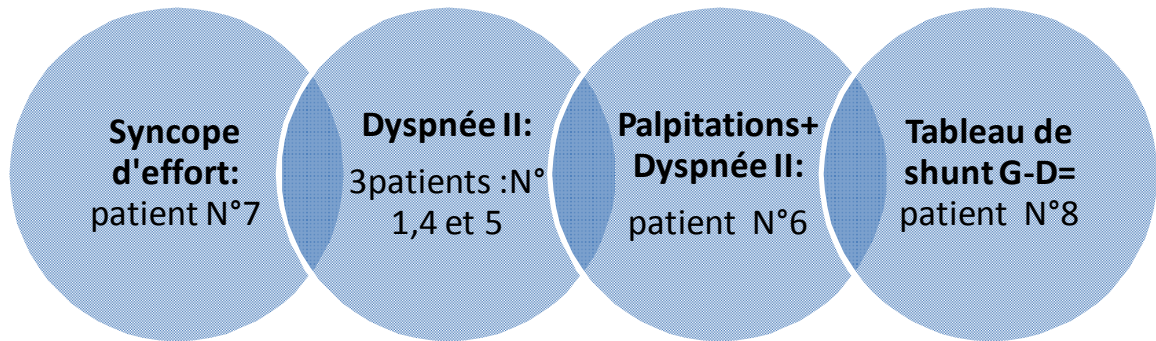 Syncope
d'effort:
patient N°7
Dyspnée II:
3patients :N°
1,4 et 5
Palpitations+
Dyspnée II:
patient N°6
Tableau de
shunt G-D=
patient N°8